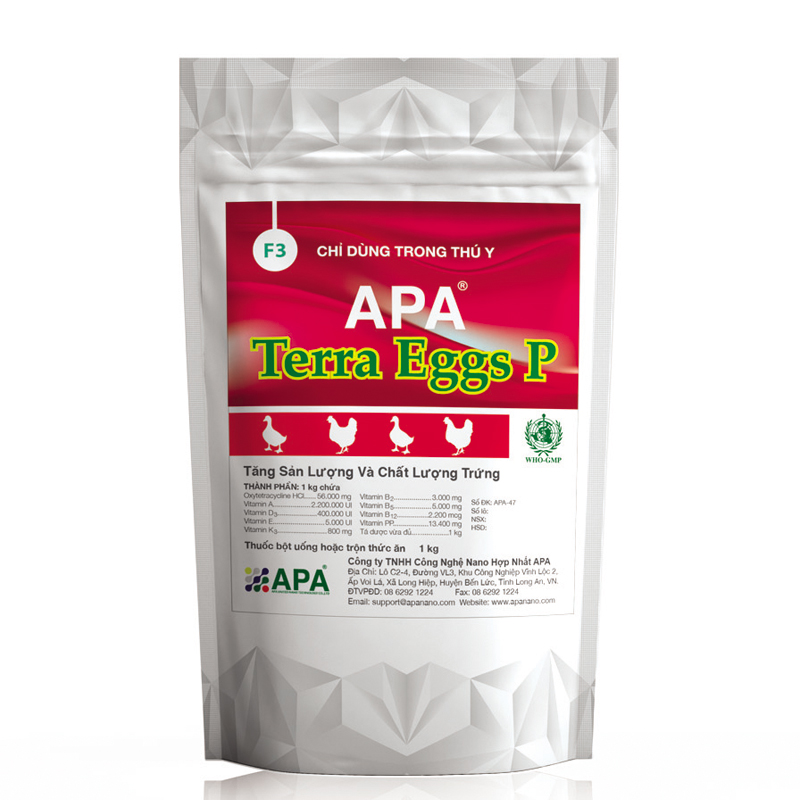 F3
CHỈ DÙNG TRONG THÚ Y
APA®
Terra Eggs P
WHO-GMP
Tăng Sản Lượng Và Chất Lượng Trứng
THÀNH PHẦN: 1 kg chứa
Oxytetracycline HCl...... 56.000 mg
Vitamin A.................. 2.200.000 UI
Vitamin D3................... 400.000 UI
Vitamin E........................ 5.000 UI
Vitamin K3....................... 800 mg
Vitamin B2....................... 3.000 mg
Vitamin B5....................... 5.000 mg
Vitamin B12..................... 2.200 mcg
Vitamin PP..................... 13.400 mg
Tá dược vừa đủ....................1 kg
Số ĐK: APA-47
Số lô:
NSX:
HSD:
Thuốc bột uống hoặc trộn thức ăn 1 kg
APA®
Công ty TNHH Công Nghệ Nano Hợp Nhất APA
Địa Chỉ: Lô C2-4, Đường VL3, Khu Công Nghiệp Vĩnh Lộc 2,
Ấp Voi Lá, Xã Long Hiệp, Huyện Bến Lức, Tỉnh Long An, VN.
ĐTVPĐD: 08 6292 1224 Fax: 08 6292 1224
Email: support@apanano.com Website: www.apanano.com